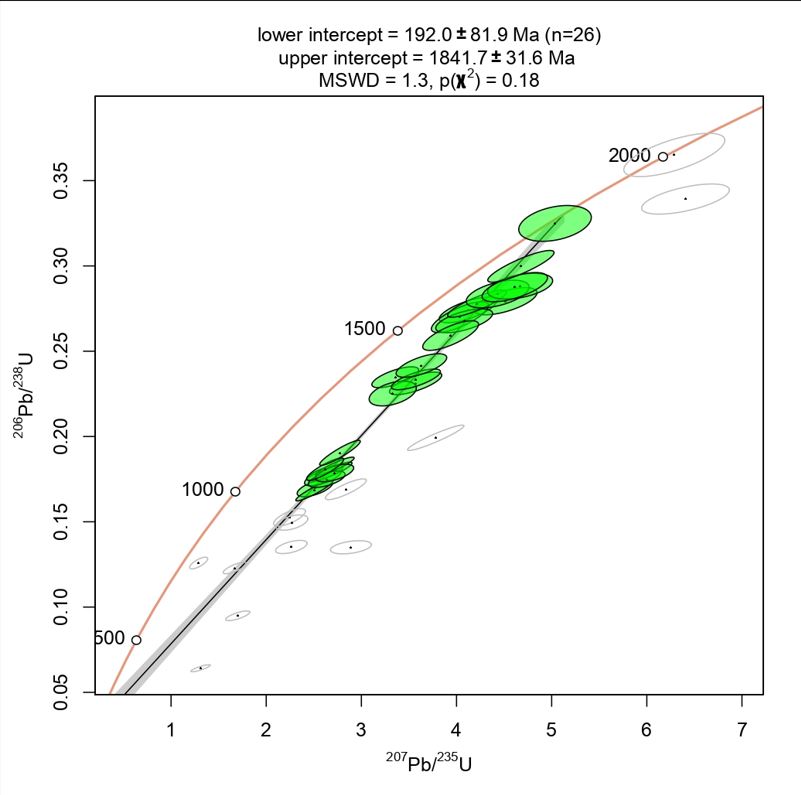 lower intercept = 192.0 ± 81.9 Ma (n=26)
upper intercept = 1841.7 ± 31.6 Ma
MSWD = 1.3, p(χ²) = 0.18
2000
1500
1000
500
0.35
0.30
0.25
0.20
0.15
0.10
0.05
²⁰⁶Pb/²³⁸U
1 2 3 4 5 6 7
²⁰⁷Pb/²³⁵U